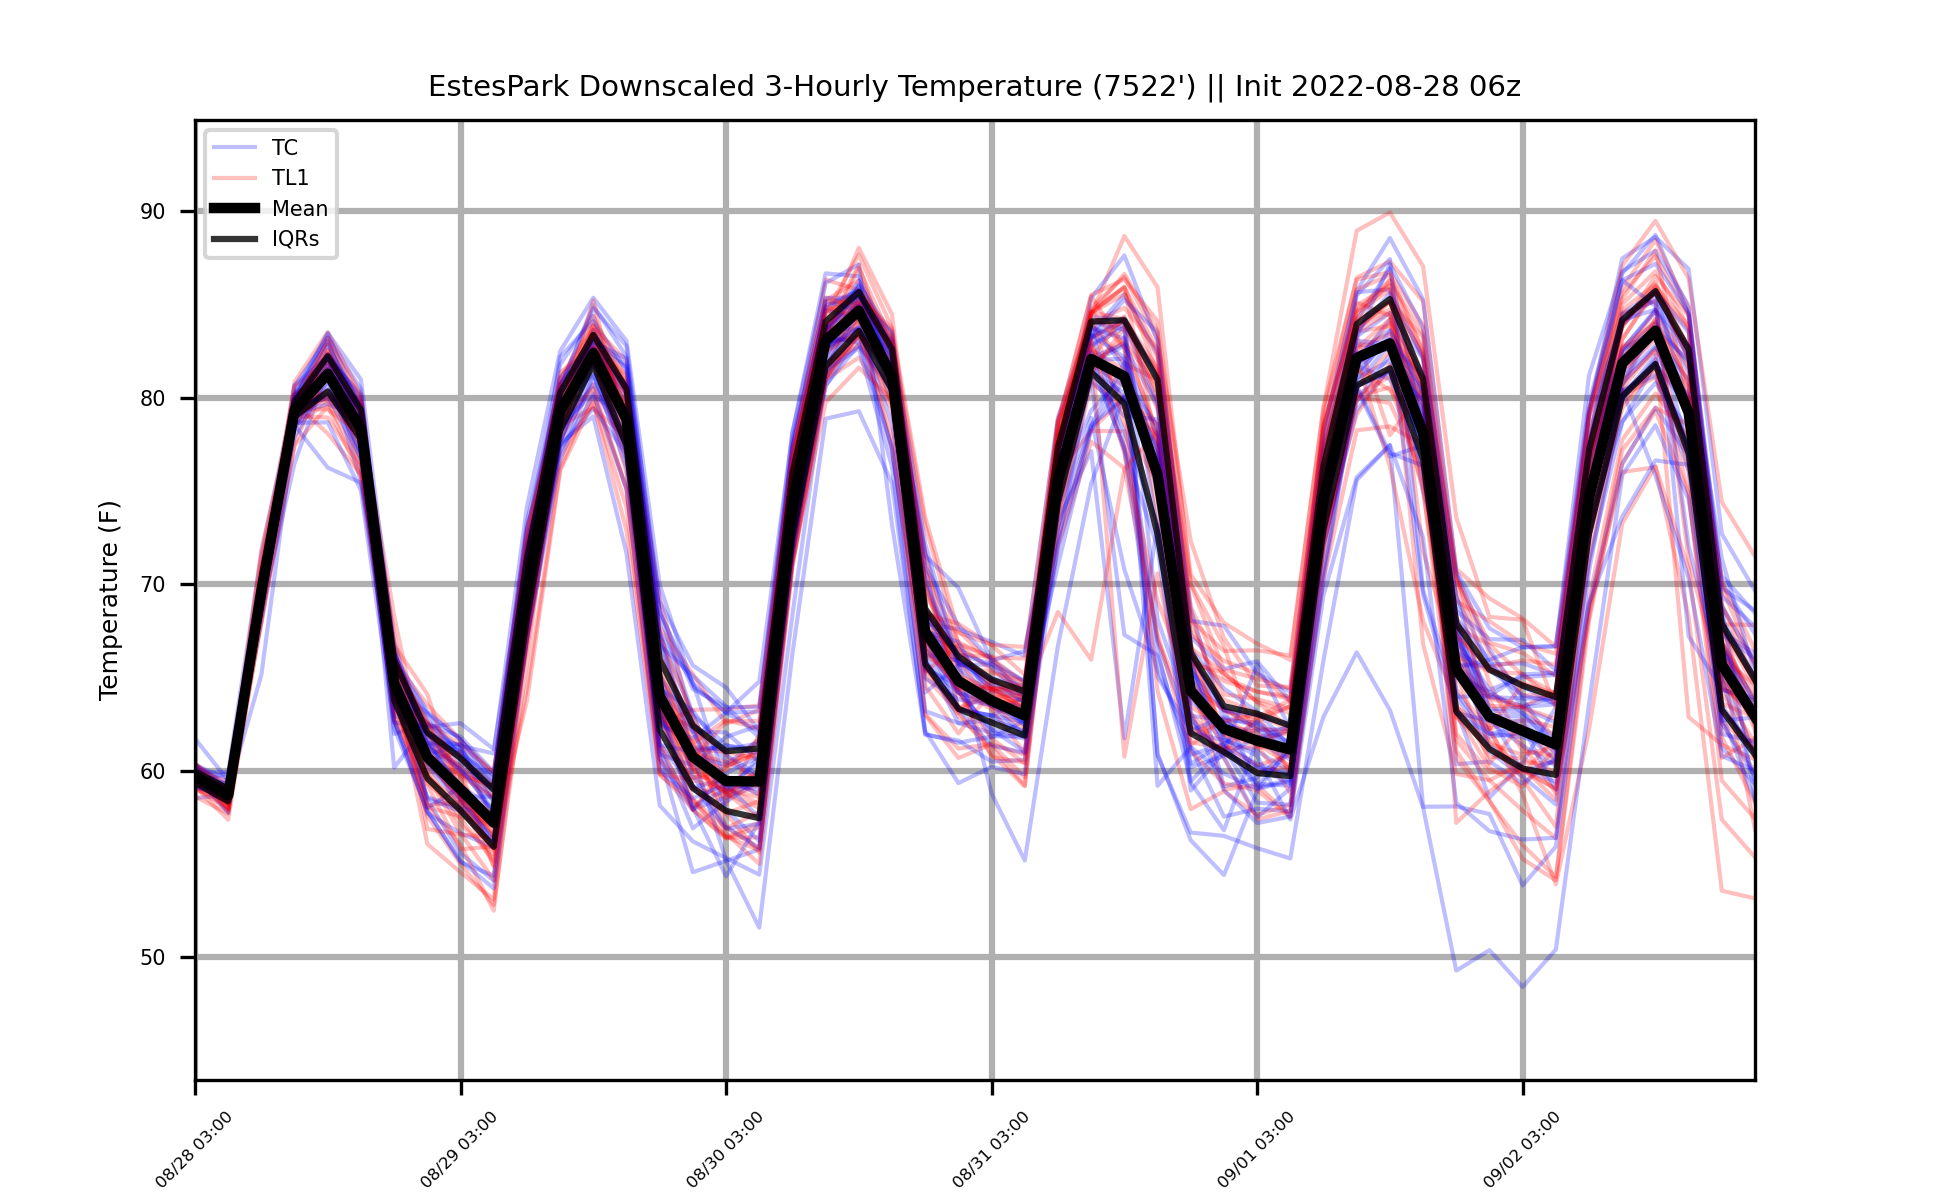 EstesPark Downscaled 3-Hourly Temperature (7522') || Init 2022-08-28 06z
TC
TL1
Mean
IQRs
Temperature (F)
90
80
70
60
50
08/28 03:00
08/29 03:00
08/30 03:00
08/31 03:00
09/01 03:00
09/02 03:00